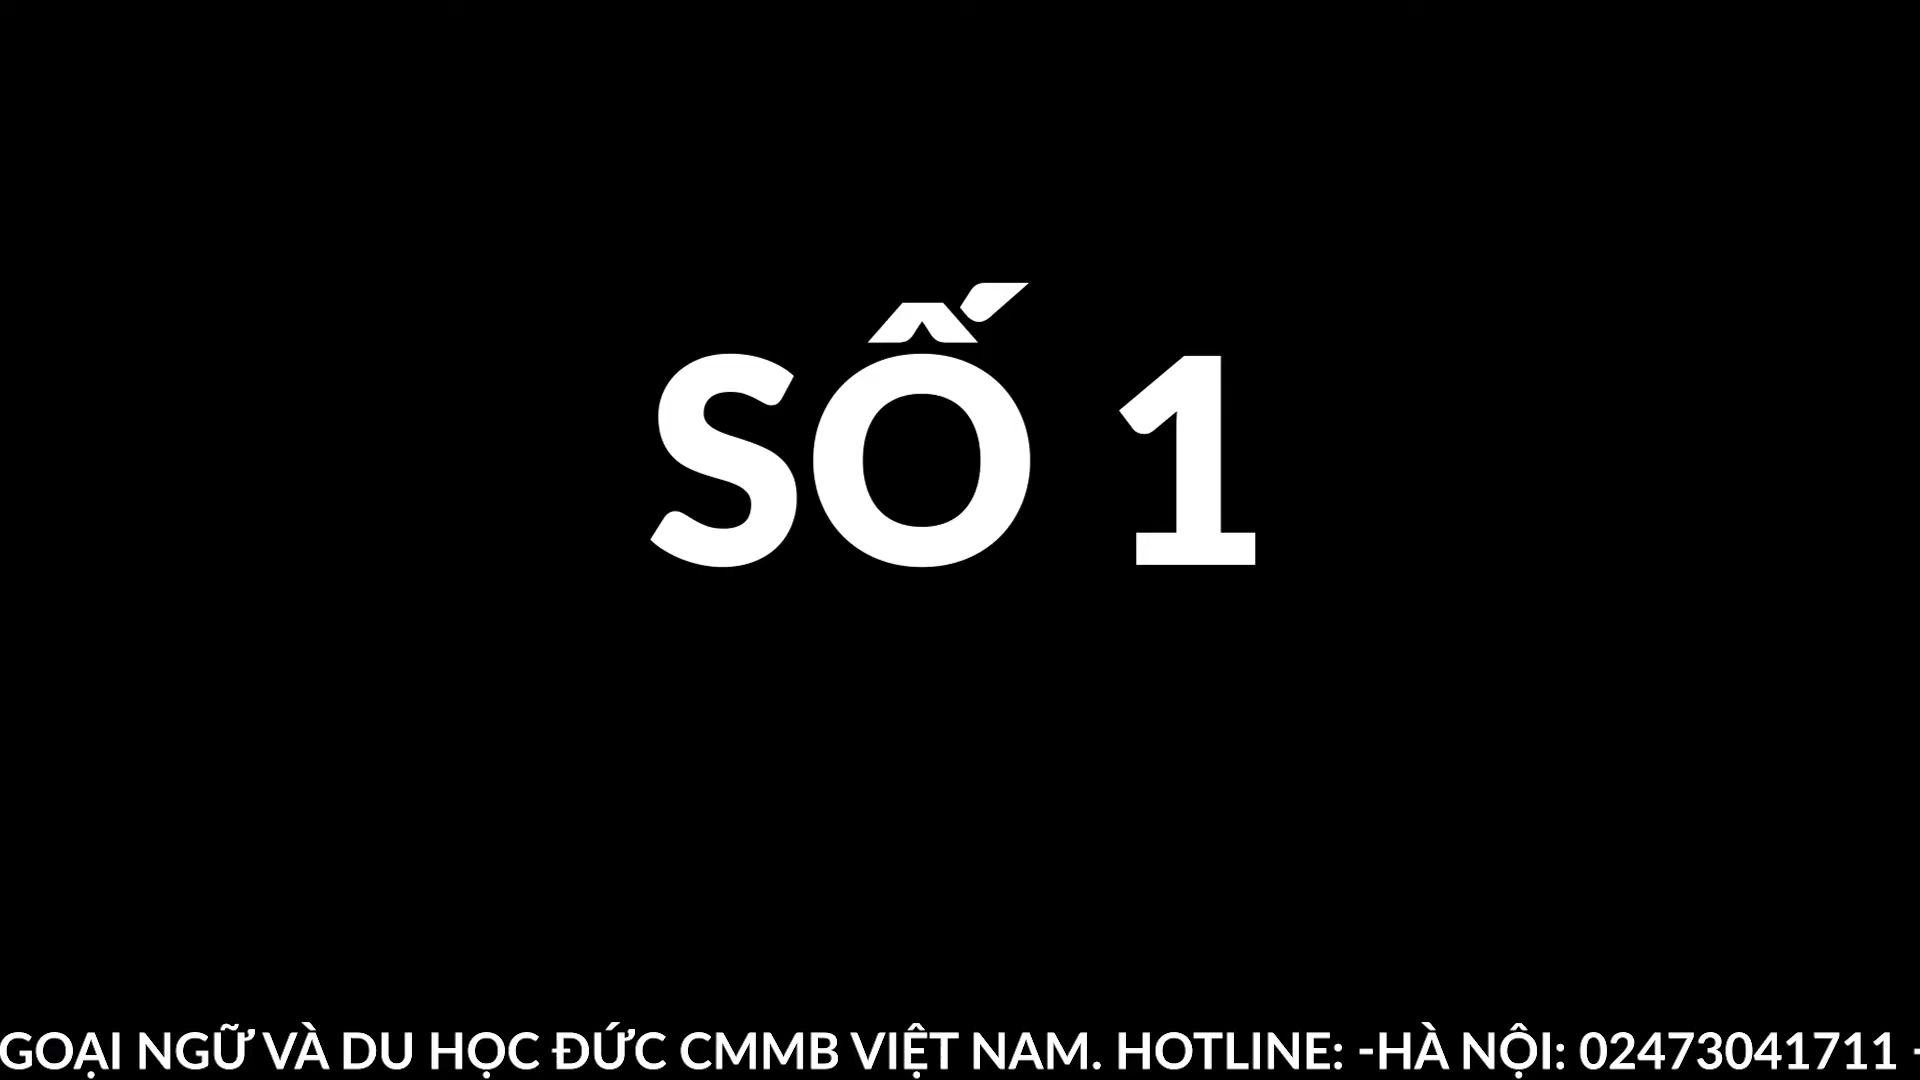 SỐ 1
GOẠI NGỮ VÀ DU HỌC ĐỨC CMMB VIỆT NAM. HOTLINE: -HÀ NỘI: 02473041711 -